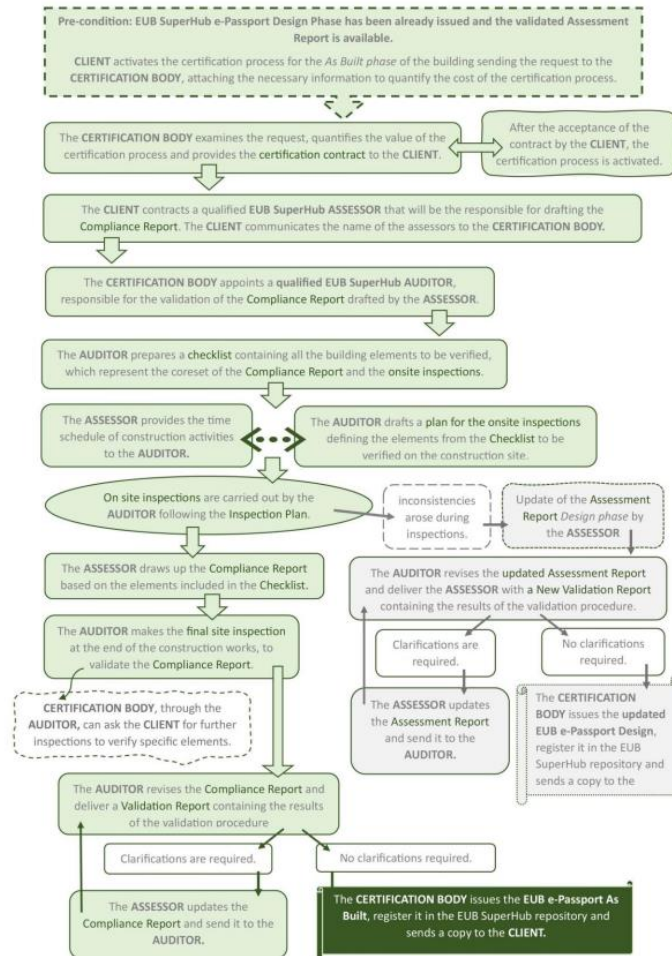 Pre-condition: EUB SuperHub e-Passport Design Phase has been already issued and the validated Assessment
Report is available.
CLIENT activates the certification process for the As Built phase of the building sending the request to the
CERTIFICATION BODY, attaching the necessary information to quantify the cost of the certification process.
The CERTIFICATION BODY examines the request, quantifies the value of the
certification process and provides the certification contract to the CLIENT.
After the acceptance of the
contract by the CLIENT, the
certification process is activated.
The CLIENT contracts a qualified EUB SuperHub ASSESSOR that will be the responsible for drafting the
Compliance Report. The CLIENT communicates the name of the assessors to the CERTIFICATION BODY.
The CERTIFICATION BODY appoints a qualified EUB SuperHub AUDITOR,
responsible for the validation of the Compliance Report drafted by the ASSESSOR.
The AUDITOR prepares a checklist containing all the building elements to be verified,
which represent the coreset of the Compliance Report and the onsite inspections.
The ASSESSOR provides the time
schedule of construction activities
to the AUDITOR.
The AUDITOR drafts a plan for the onsite inspections
defining the elements from the Checklist to be
verified on the construction site.
On site inspections are carried out by the
AUDITOR following the Inspection Plan.
inconsistencies
arose during
inspections.
Update of the Assessment
Report Design phase by
the ASSESSOR
The ASSESSOR draws up the Compliance Report
based on the elements included in the Checklist.
The AUDITOR revises the updated Assessment Report
and deliver the ASSESSOR with a New Validation Report
containing the results of the validation procedure.
The AUDITOR makes the final site inspection
at the end of the construction works, to
validate the Compliance Report.
Clarifications are
required.
No clarifications
required.
CERTIFICATION BODY, through the
AUDITOR, can ask the CLIENT for further
inspections to verify specific elements.
The ASSESSOR updates
the Assessment Report
and send it to the
AUDITOR.
The CERTIFICATION
BODY issues the updated
EUB e-Passport Design,
register it in the EUB
SuperHub repository and
sends a copy to the
The AUDITOR revises the Compliance Report and
deliver a Validation Report containing the results
of the validation procedure
Clarifications are required.
No clarifications required.
The ASSESSOR updates the
Compliance Report and send it to the
AUDITOR.
The CERTIFICATION BODY issues the EUB e-Passport As
Built, register it in the EUB SuperHub repository and
sends a copy to the CLIENT.